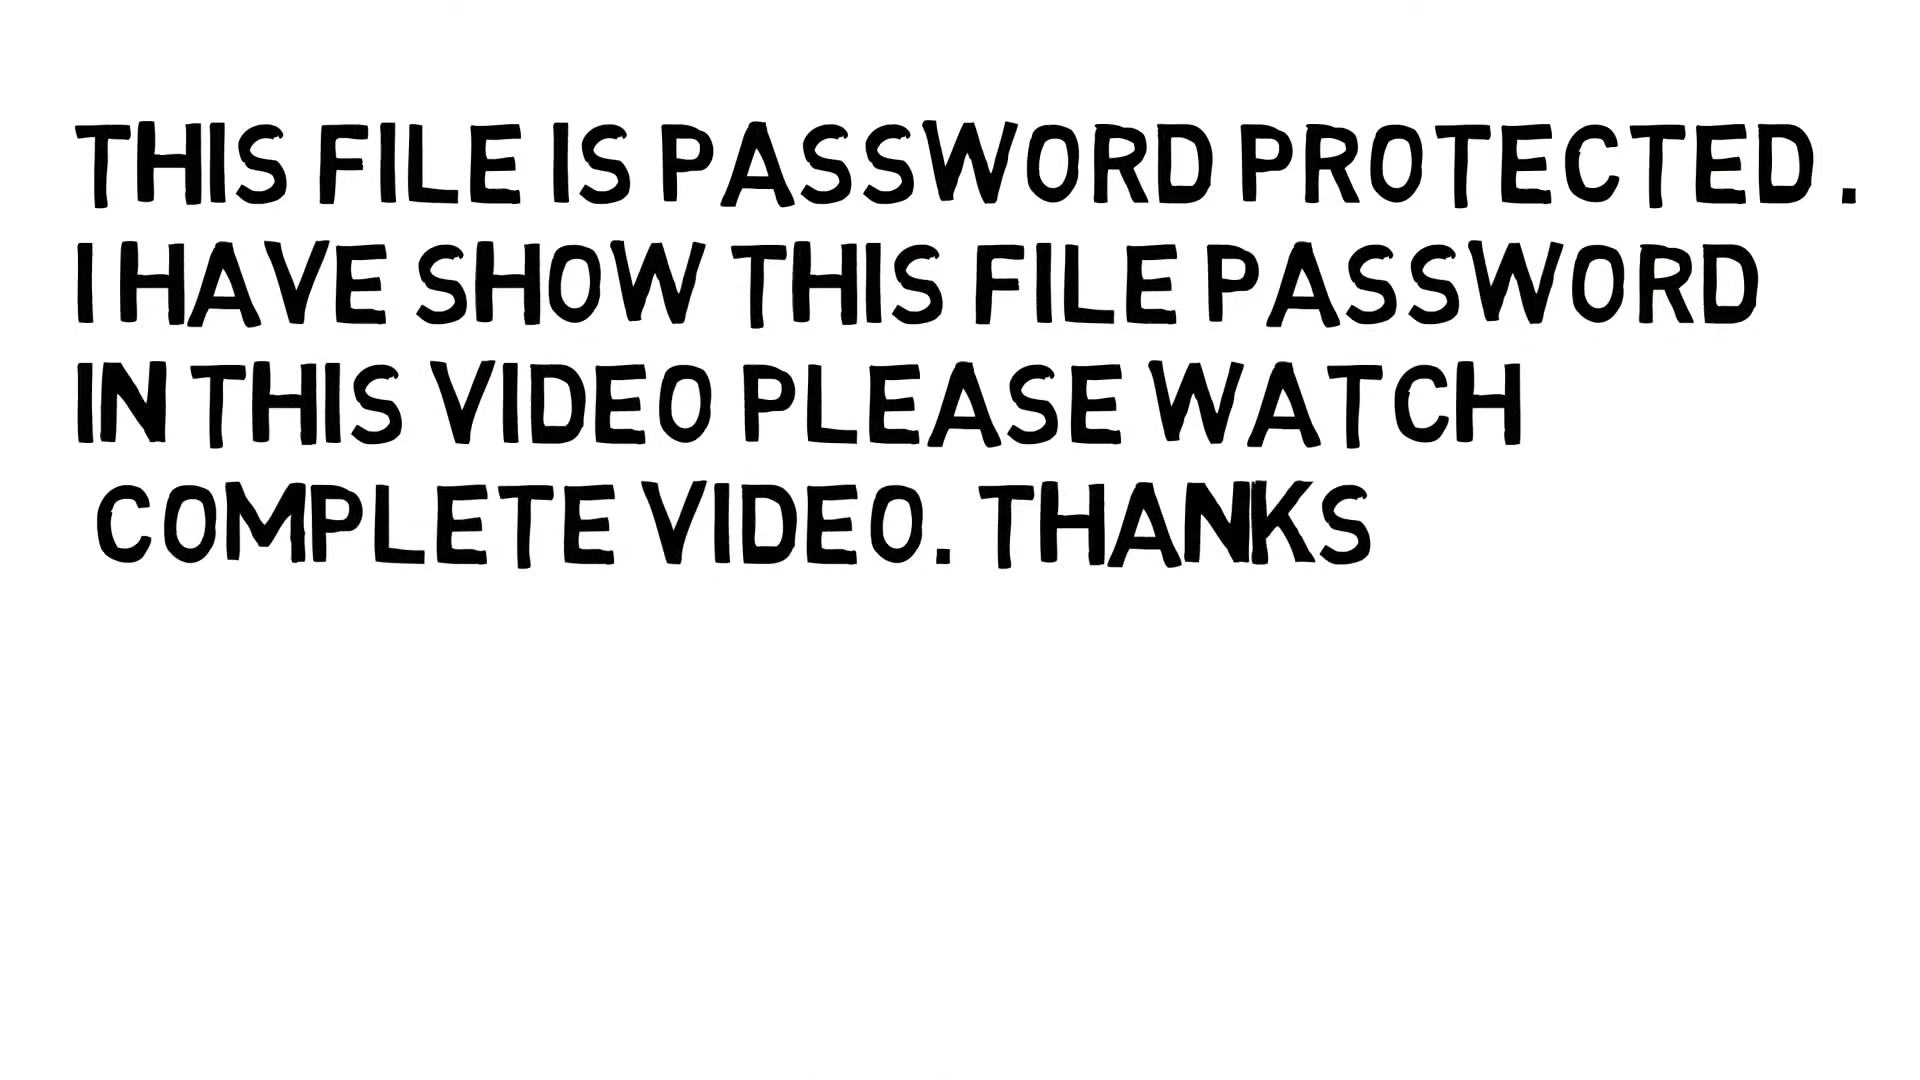 THIS FILE IS PASSWORD PROTECTED .
I HAVE SHOW THIS FILE PASSWORD
IN THIS VIDEO PLEASE WATCH
COMPLETE VIDEO. THANKS